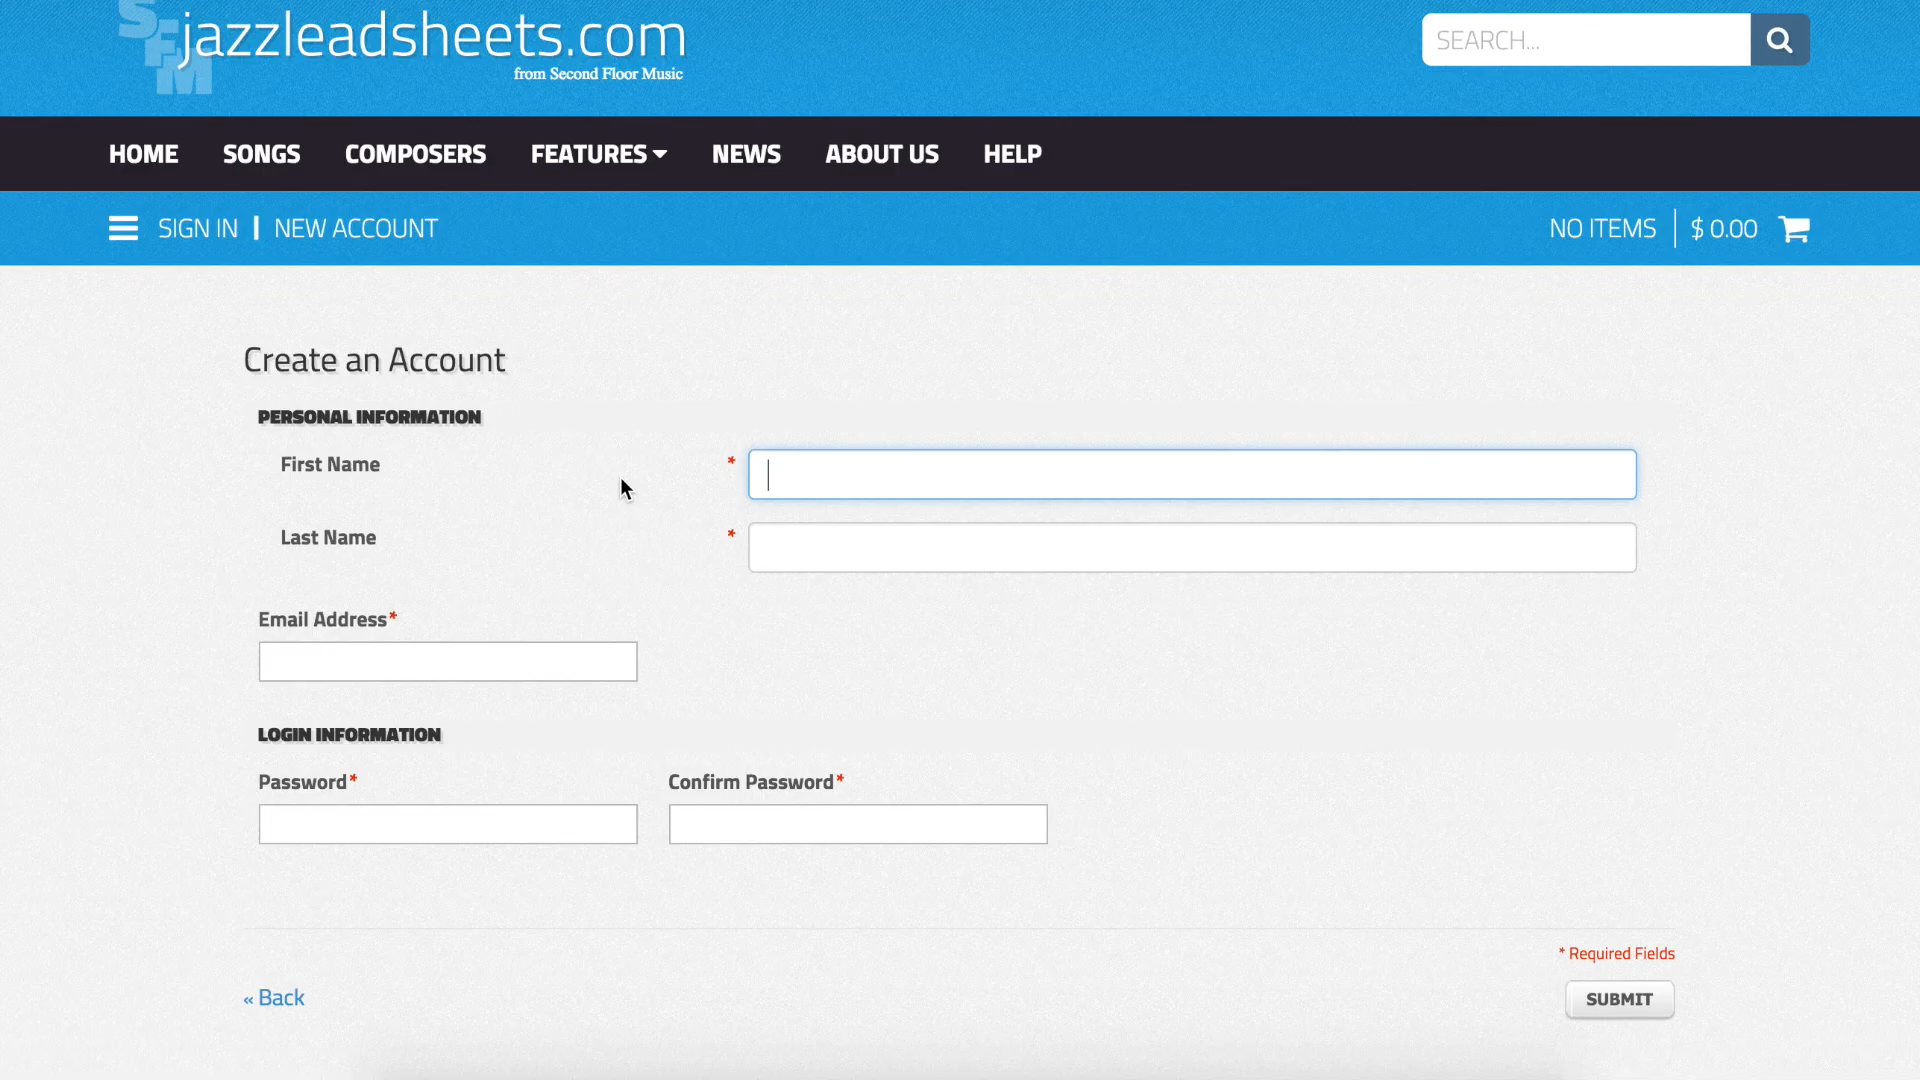 SFM
jazzleadsheets.com
from Second Floor Music
SEARCH...
HOME SONGS COMPOSERS FEATURES NEWS ABOUT US HELP
SIGN IN | NEW ACCOUNT NO ITEMS | $ 0.00
Create an Account
PERSONAL INFORMATION
First Name *
Last Name *
Email Address*
LOGIN INFORMATION
Password* Confirm Password*
* Required Fields
« Back SUBMIT